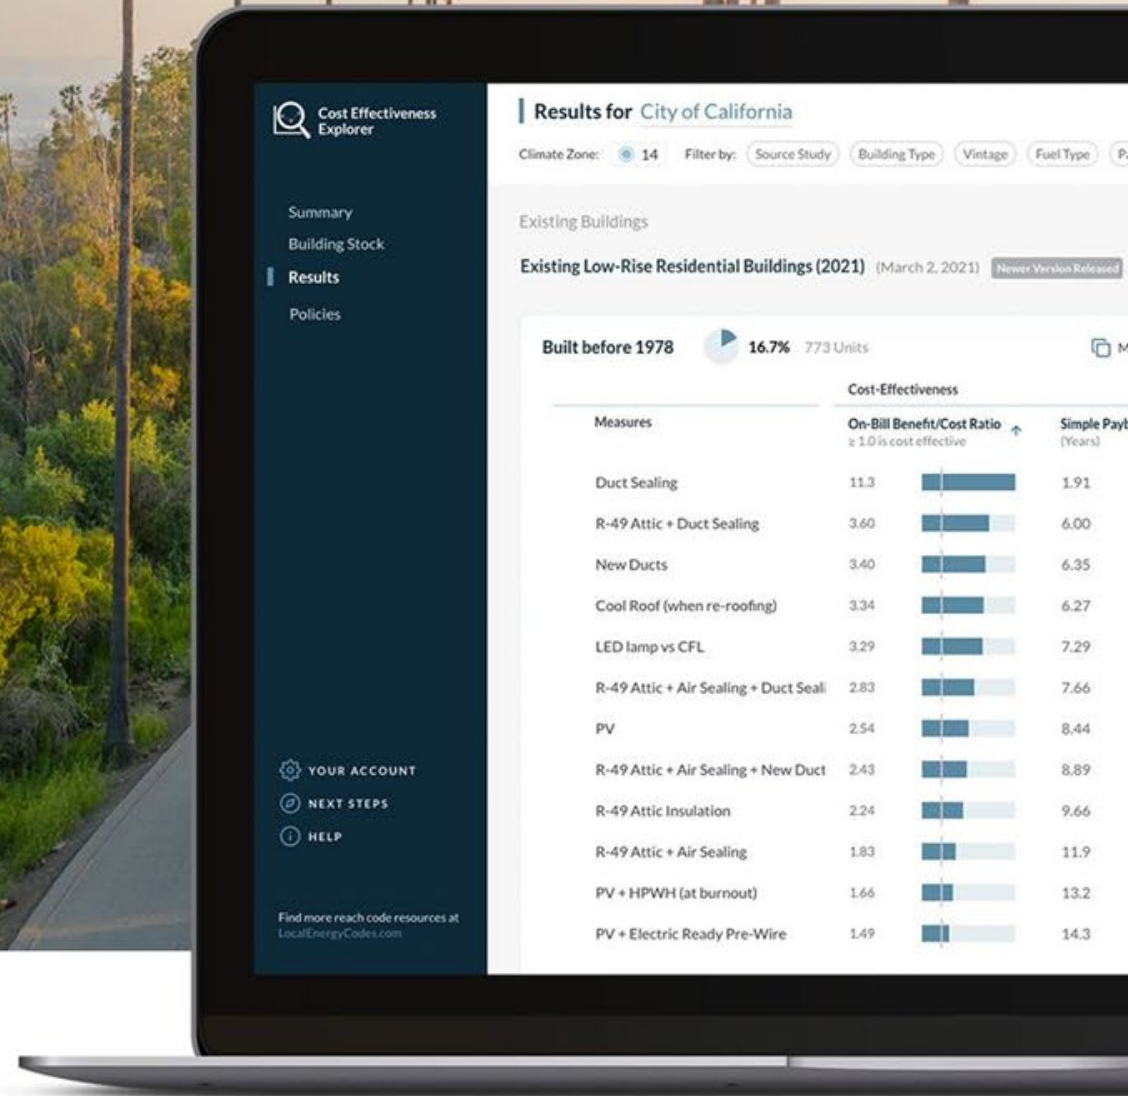 Cost Effectiveness
Explorer
Summary
Building Stock
Results
Policies
YOUR ACCOUNT
NEXT STEPS
HELP
Find more reach code resources at
LocalEnergyCodes.com
Results for City of California
Climate Zone: 14 Filter by: Source Study Building Type Vintage Fuel Type Pa
Existing Buildings
Existing Low-Rise Residential Buildings (2021) (March 2, 2021) Newer Version Released
Built before 1978 16.7% 773 Units M
Cost-Effectiveness
Measures On-Bill Benefit/Cost Ratio Simple Payb
≥ 1.0 is cost effective (Years)
Duct Sealing 11.3 1.91
R-49 Attic + Duct Sealing 3.60 6.00
New Ducts 3.40 6.35
Cool Roof (when re-roofing) 3.34 6.27
LED lamp vs CFL 3.29 7.29
R-49 Attic + Air Sealing + Duct Seali 2.83 7.66
PV 2.54 8.44
R-49 Attic + Air Sealing + New Duct 2.43 8.89
R-49 Attic Insulation 2.24 9.66
R-49 Attic + Air Sealing 1.83 11.9
PV + HPWH (at burnout) 1.66 13.2
PV + Electric Ready Pre-Wire 1.49 14.3